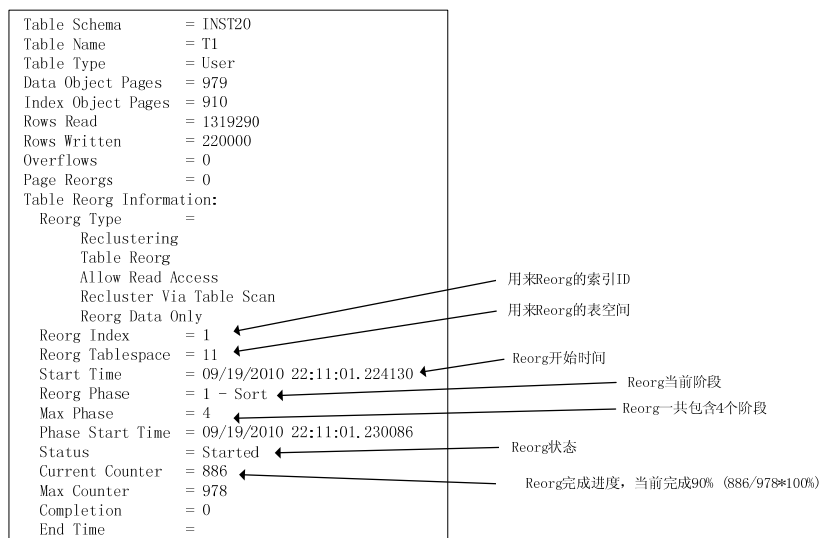 Table Schema = INST20
Table Name = T1
Table Type = User
Data Object Pages = 979
Index Object Pages = 910
Rows Read = 1319290
Rows Written = 220000
Overflows = 0
Page Reorgs = 0
Table Reorg Information:
Reorg Type =
Reclustering
Table Reorg
Allow Read Access
Recluster Via Table Scan
Reorg Data Only
Reorg Index = 1
Reorg Tablespace = 11
Start Time = 09/19/2010 22:11:01.224130
Reorg Phase = 1 - Sort
Max Phase = 4
Phase Start Time = 09/19/2010 22:11:01.230086
Status = Started
Current Counter = 886
Max Counter = 978
Completion = 0
End Time =
用来Reorg的索引ID
用来Reorg的表空间
Reorg开始时间
Reorg当前阶段
Reorg一共包含4个阶段
Reorg状态
Reorg完成进度，当前完成90% (886/978*100%)